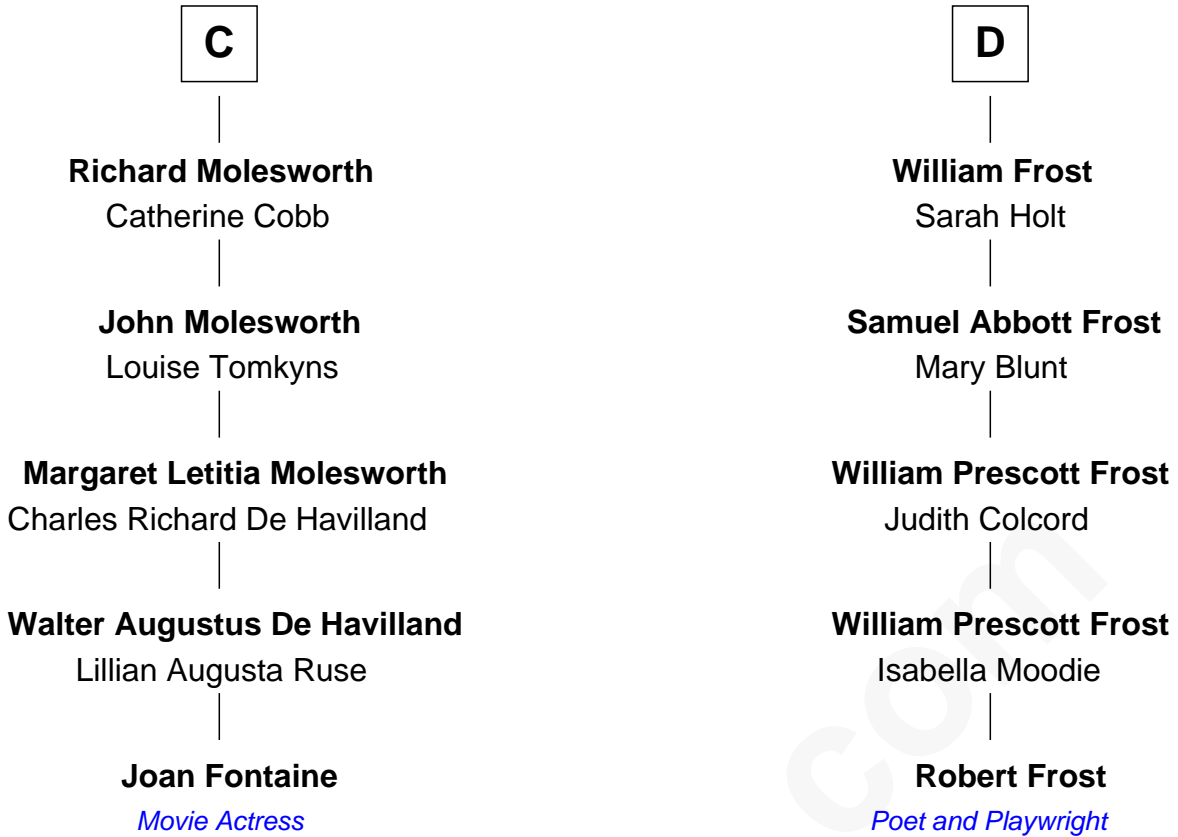 C
Richard Molesworth
Catherine Cobb
John Molesworth
Louise Tomkyns
Margaret Letitia Molesworth
Charles Richard De Havilland
Walter Augustus De Havilland
Lillian Augusta Ruse
Joan Fontaine
Movie Actress
D
William Frost
Sarah Holt
Samuel Abbott Frost
Mary Blunt
William Prescott Frost
Judith Colcord
William Prescott Frost
Isabella Moodie
Robert Frost
Poet and Playwright
com